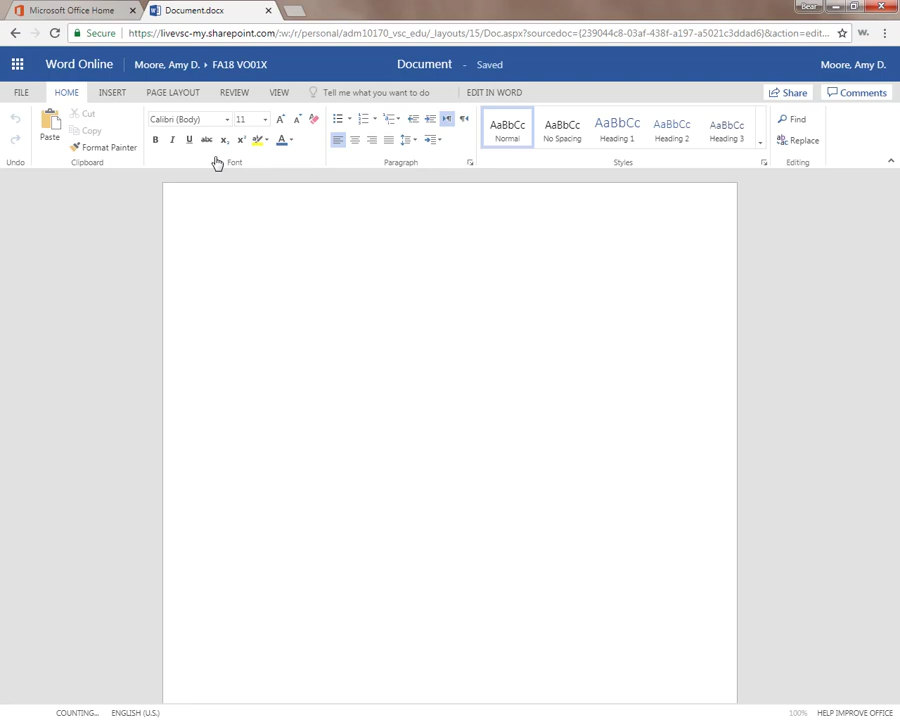 Microsoft Office Home
Document.docx
Bear
Secure
https://livevsc-my.sharepoint.com/:w:/r/personal/adm10170_vsc_edu/_layouts/15/Doc.aspx?sourcedoc={239044c8-03af-438f-a197-a5021c3ddad6}&action=edit...
W.
Word Online
Moore, Amy D. ▸ FA18 VO01X
Document - Saved
Moore, Amy D.
FILE HOME INSERT PAGE LAYOUT REVIEW VIEW Tell me what you want to do EDIT IN WORD Share Comments
Paste
Cut
Copy
Format Painter
Calibri (Body) 11
B I U abc x₂ x² A
AaBbCc AaBbCc AaBbCc AaBbCc AaBbCc
Normal No Spacing Heading 1 Heading 2 Heading 3
Find
Replace
Undo Clipboard Font Paragraph Styles Editing
COUNTING... ENGLISH (U.S.) 100% HELP IMPROVE OFFICE